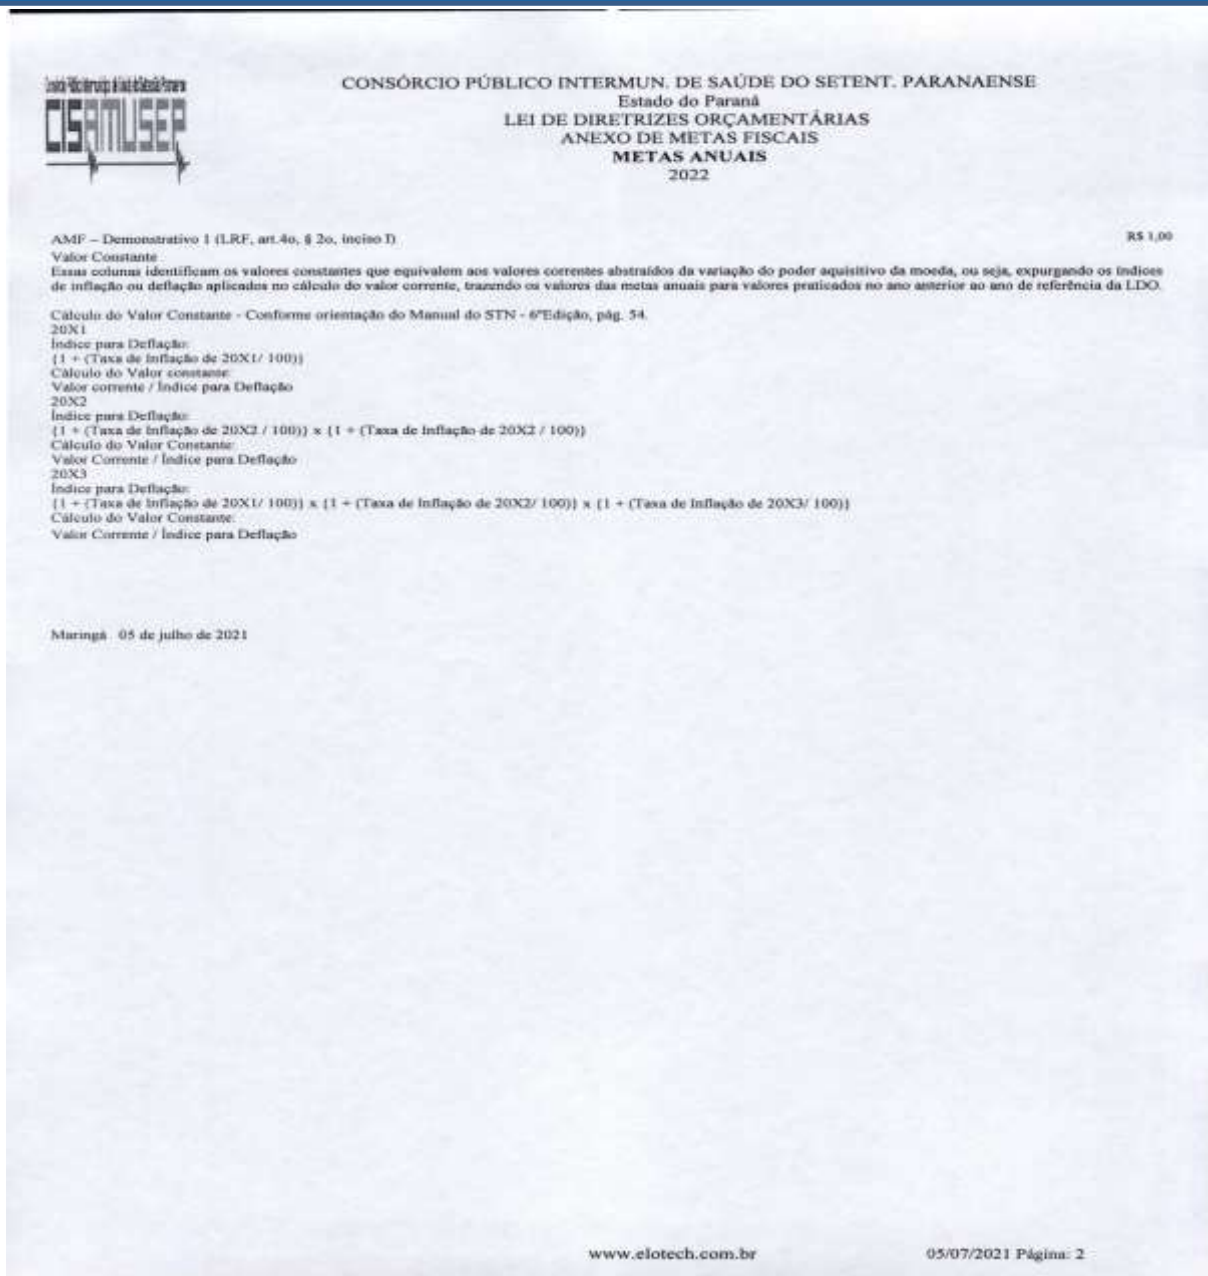 CISAMUSEP
CONSÓRCIO PÚBLICO INTERMUN. DE SAÚDE DO SETENT. PARANAENSE
Estado do Paraná
LEI DE DIRETRIZES ORÇAMENTÁRIAS
ANEXO DE METAS FISCAIS
METAS ANUAIS
2022
AMF – Demonstrativo 1 (LRF, art.4o, § 2o, inciso I) R$ 1,00
Valor Constante
Essas colunas identificam os valores constantes que equivalem aos valores correntes abstraídos da variação do poder aquisitivo da moeda, ou seja, expurgando os índices
de inflação ou deflação aplicados no cálculo do valor corrente, trazendo os valores das metas anuais para valores praticados no ano anterior ao ano de referência da LDO.
Cálculo do Valor Constante - Conforme orientação do Manual do STN - 6ªEdição, pág. 54.
20X1
Índice para Deflação:
{1 + (Taxa de Inflação de 20X1/ 100)}
Cálculo do Valor constante:
Valor corrente / Índice para Deflação
20X2
Índice para Deflação:
{1 + (Taxa de Inflação de 20X2 / 100)} x {1 + (Taxa de Inflação de 20X2 / 100)}
Cálculo do Valor Constante:
Valor Corrente / Índice para Deflação
20X3
Índice para Deflação:
{1 + (Taxa de Inflação de 20X1/ 100)} x {1 + (Taxa de Inflação de 20X2/ 100)} x {1 + (Taxa de Inflação de 20X3/ 100)}
Cálculo do Valor Constante:
Valor Corrente / Índice para Deflação
Maringá 05 de julho de 2021
www.elotech.com.br 05/07/2021 Página: 2